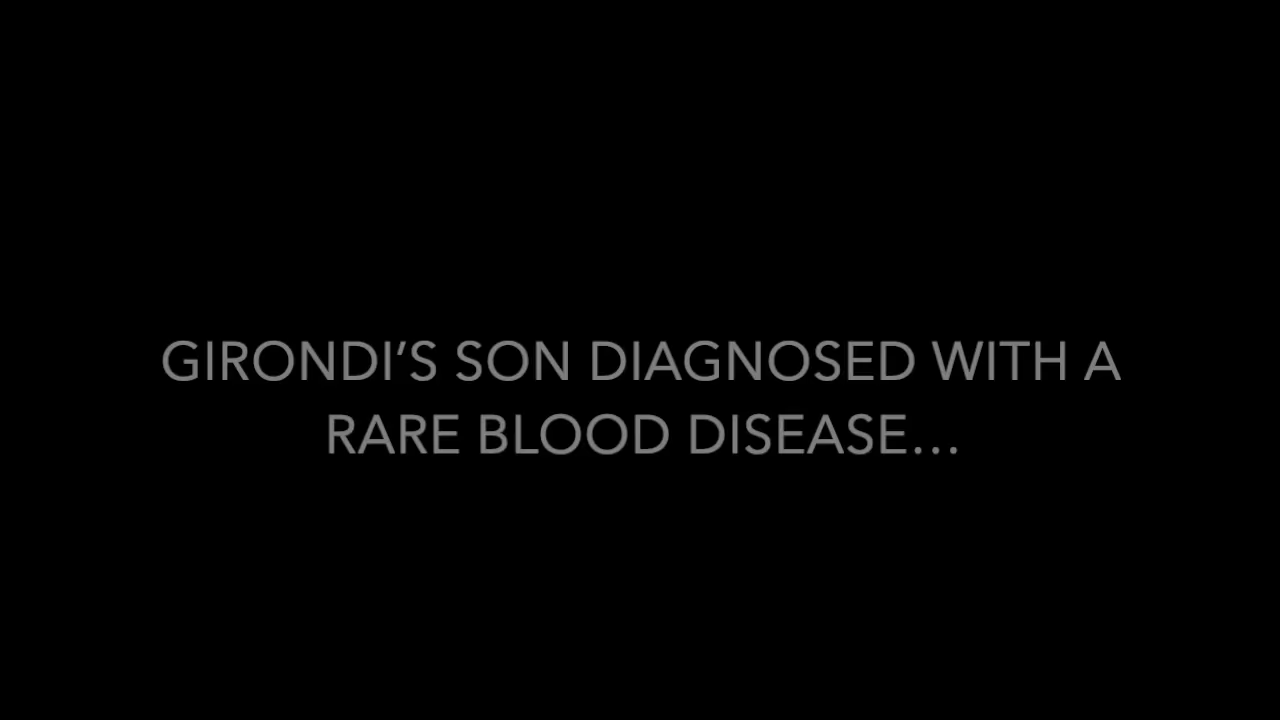 GIRONDI’S SON DIAGNOSED WITH A
RARE BLOOD DISEASE…